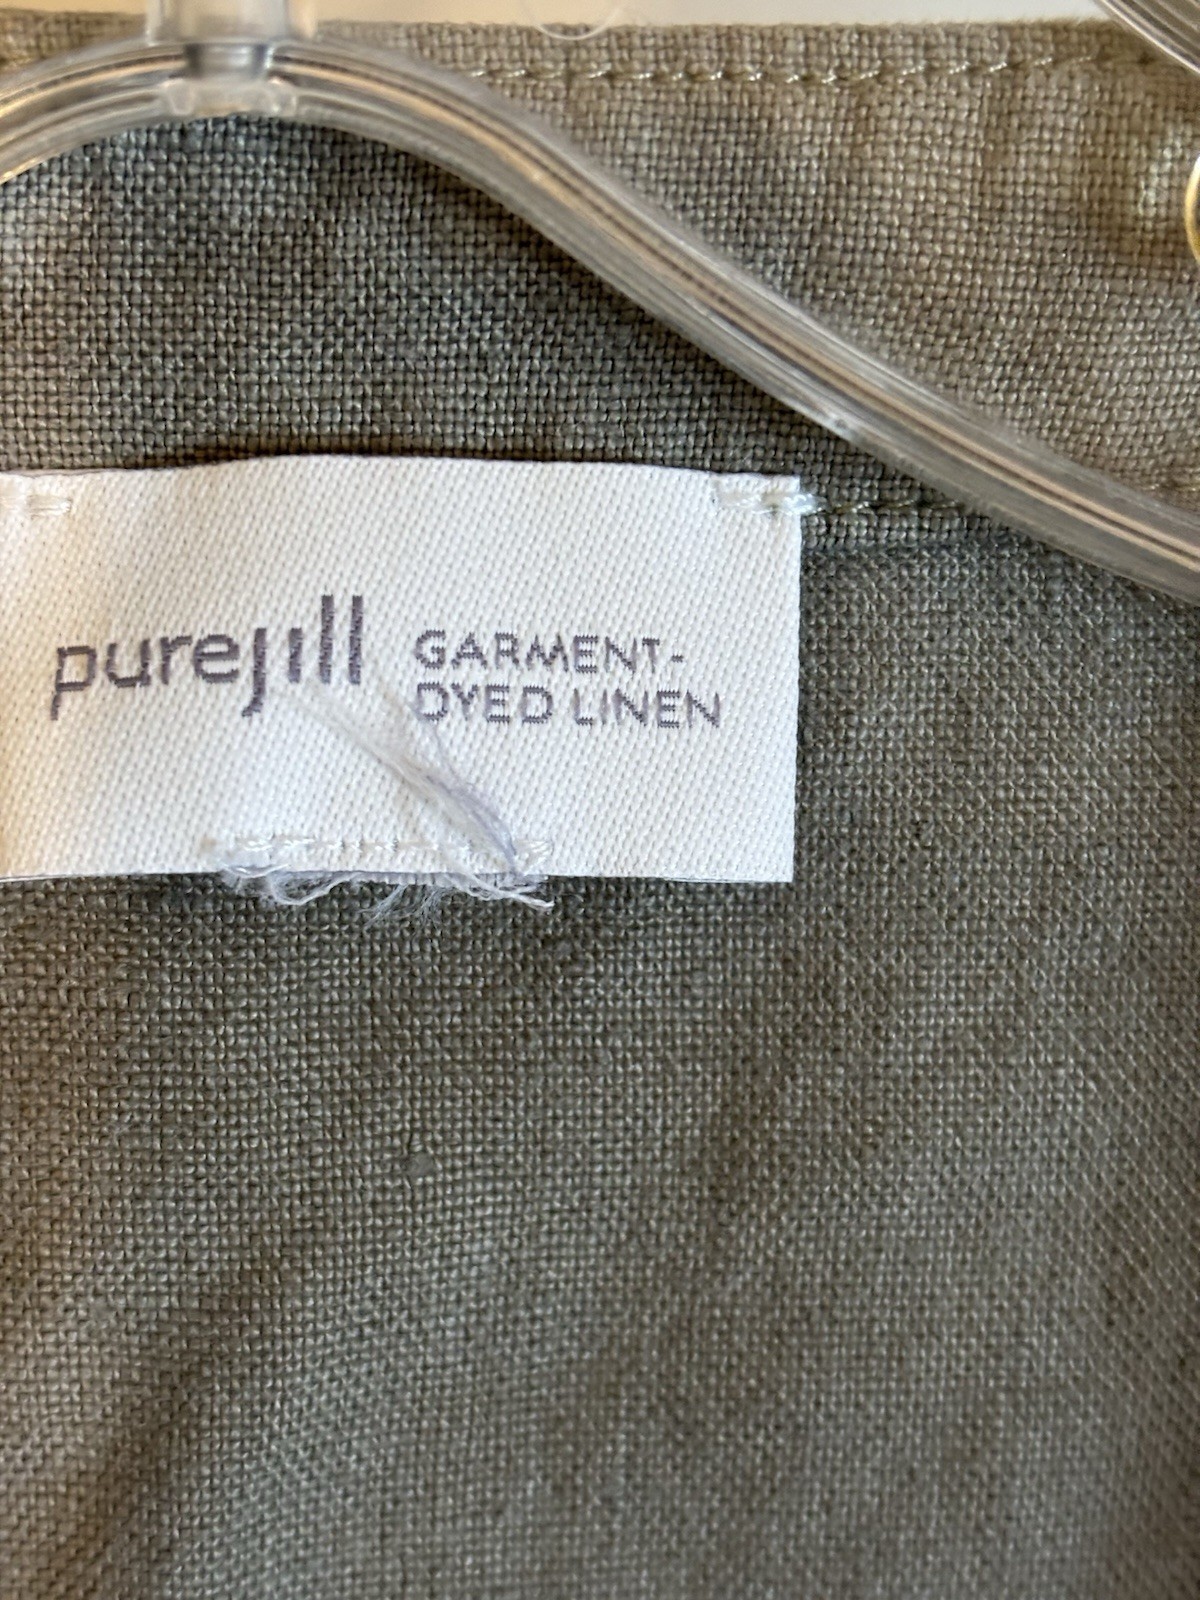 purejill
GARMENT-
DYED LINEN